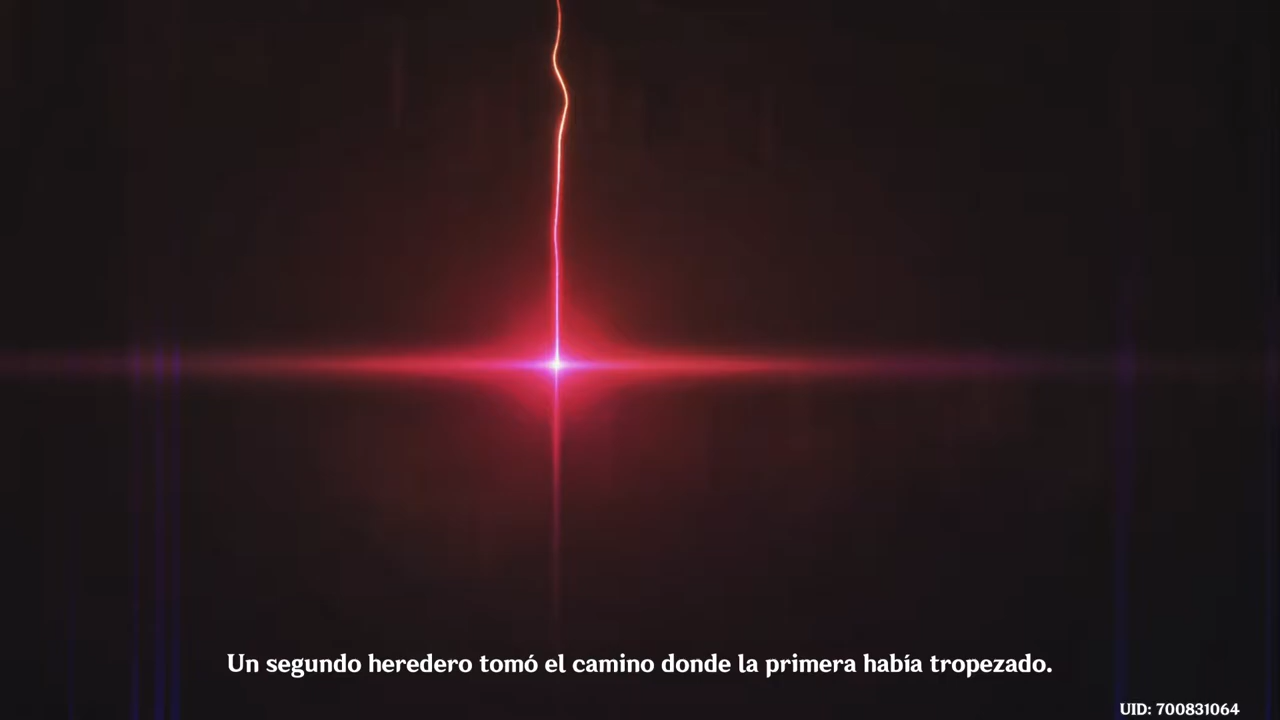 Un segundo heredero tomó el camino donde la primera había tropezado.
UID: 700831064